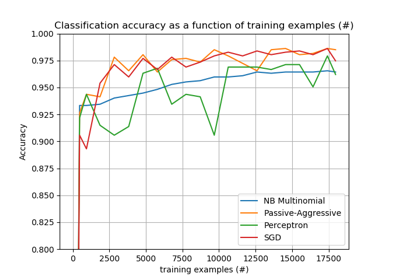 Classification accuracy as a function of training examples (#)
1.000
0.975
0.950
0.925
0.900
0.875
0.850
0.825
0.800
Accuracy
NB Multinomial
Passive-Aggressive
Perceptron
SGD
0 2500 5000 7500 10000 12500 15000 17500
training examples (#)